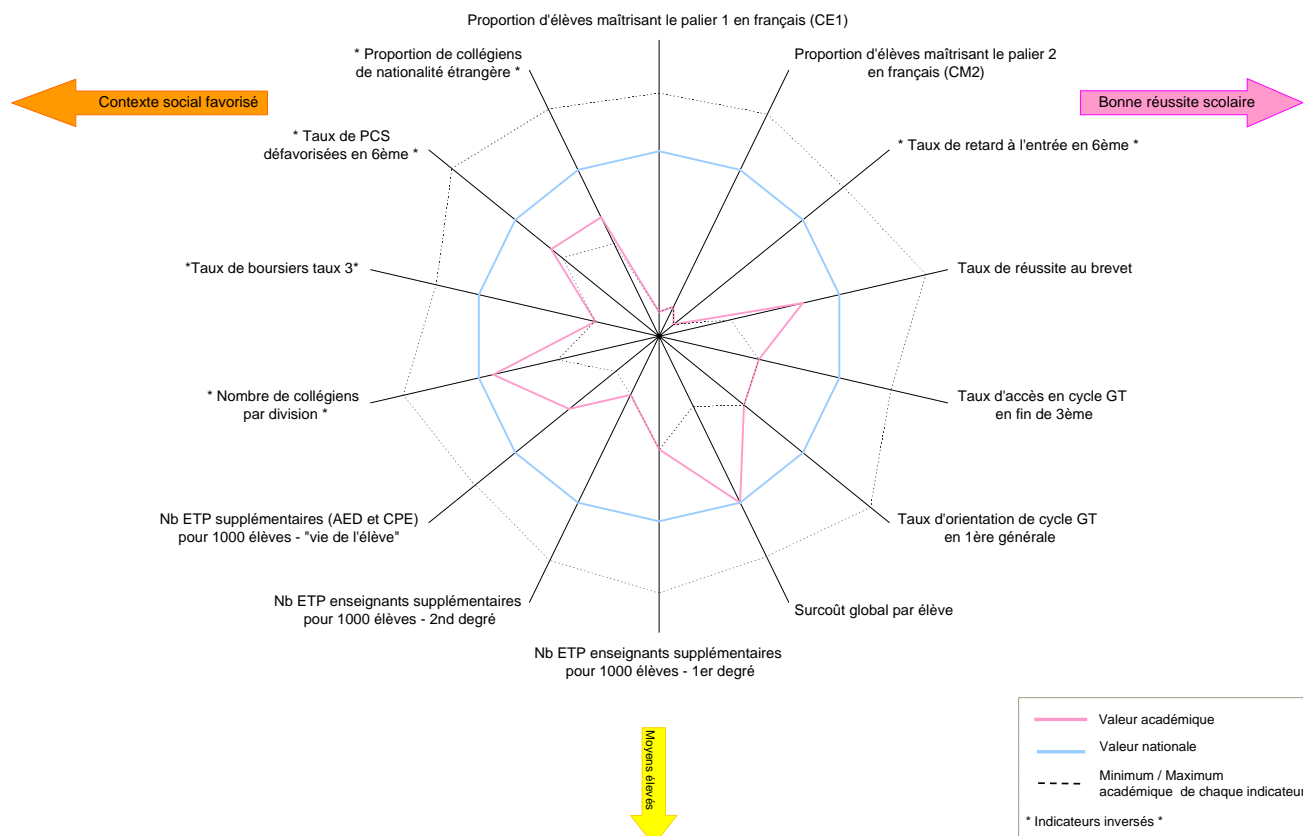 Proportion d'élèves maîtrisant le palier 1 en français (CE1)
* Proportion de collégiens
de nationalité étrangère *
Proportion d'élèves maîtrisant le palier 2
en français (CM2)
Contexte social favorisé
Bonne réussite scolaire
* Taux de PCS
défavorisées en 6ème *
* Taux de retard à l'entrée en 6ème *
*Taux de boursiers taux 3*
Taux de réussite au brevet
* Nombre de collégiens
par division *
Taux d'accès en cycle GT
en fin de 3ème
Nb ETP supplémentaires (AED et CPE)
pour 1000 élèves - "vie de l'élève"
Taux d'orientation de cycle GT
en 1ère générale
Nb ETP enseignants supplémentaires
pour 1000 élèves - 2nd degré
Surcoût global par élève
Nb ETP enseignants supplémentaires
pour 1000 élèves - 1er degré
Moyens élevés
Valeur académique
Valeur nationale
Minimum / Maximum
académique de chaque indicateur
* Indicateurs inversés *